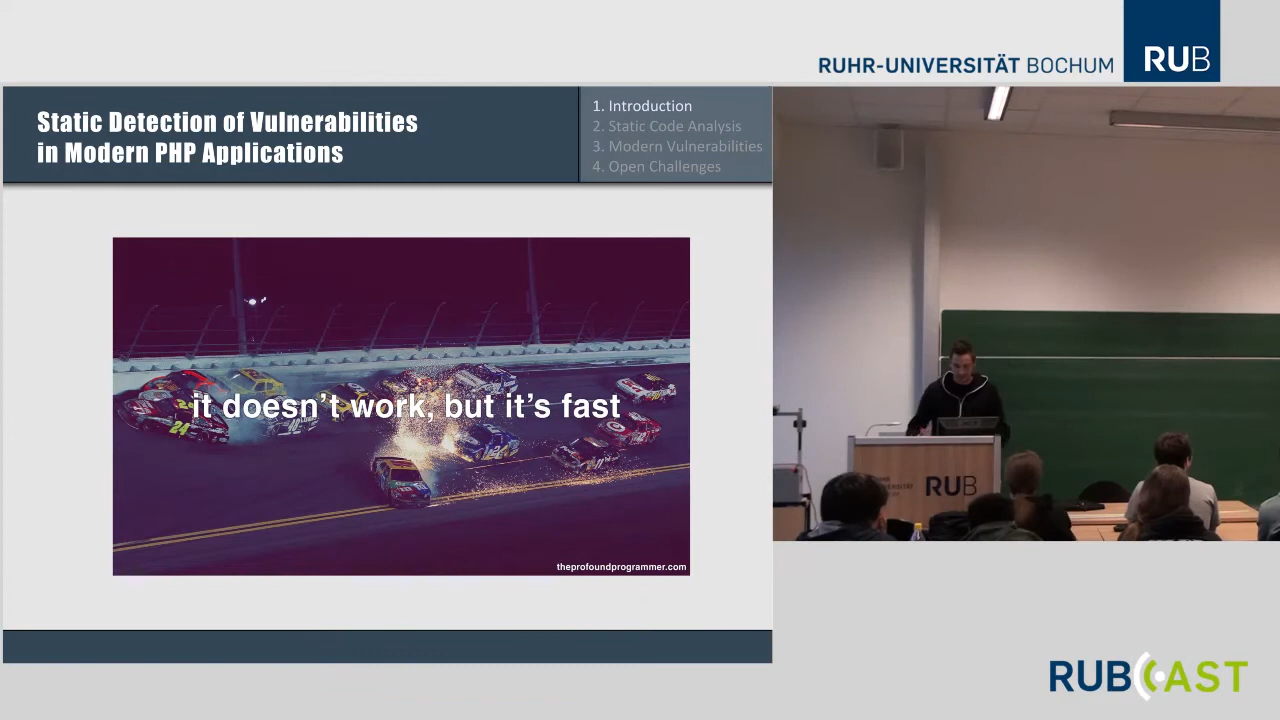 RUHR-UNIVERSITÄT BOCHUM
RUB
Static Detection of Vulnerabilities
in Modern PHP Applications
1. Introduction
2. Static Code Analysis
3. Modern Vulnerabilities
4. Open Challenges
it doesn't work, but it's fast
24
theprofoundprogrammer.com
RUB
RUBCAST